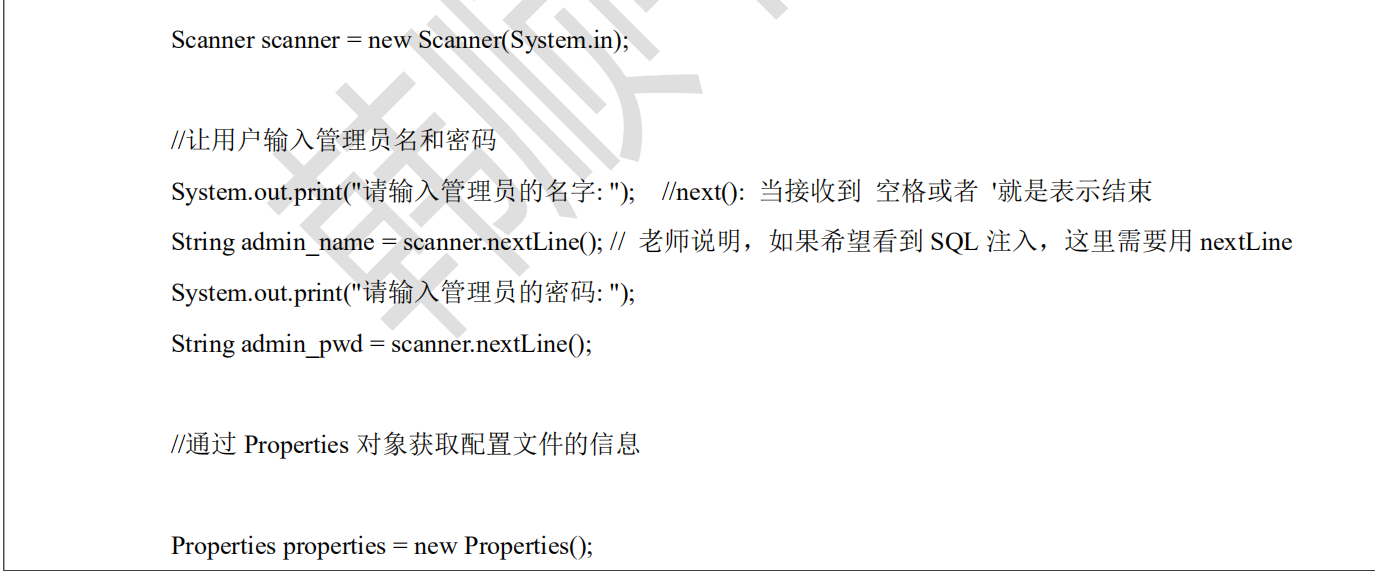 Scanner scanner = new Scanner(System.in);
//让用户输入管理员名和密码
System.out.print("请输入管理员的名字: "); //next(): 当接收到 空格或者 '就是表示结束
String admin_name = scanner.nextLine(); // 老师说明，如果希望看到 SQL 注入，这里需要用 nextLine
System.out.print("请输入管理员的密码: ");
String admin_pwd = scanner.nextLine();
//通过 Properties 对象获取配置文件的信息
Properties properties = new Properties();
韩顺